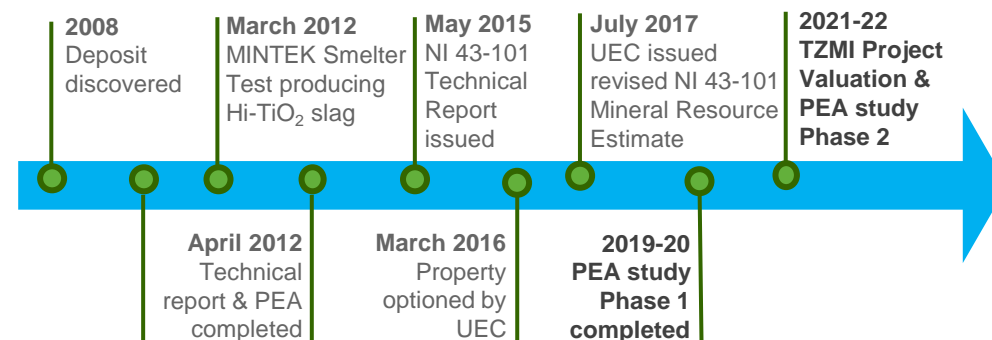 2008
Deposit
discovered
March 2012
MINTEK Smelter
Test producing
Hi-TiO₂ slag
May 2015
NI 43-101
Technical
Report
issued
July 2017
UEC issued
revised NI 43-101
Mineral Resource
Estimate
2021-22
TZMI Project
Valuation &
PEA study
Phase 2
April 2012
Technical
report & PEA
completed
March 2016
Property
optioned by
UEC
2019-20
PEA study
Phase 1
completed